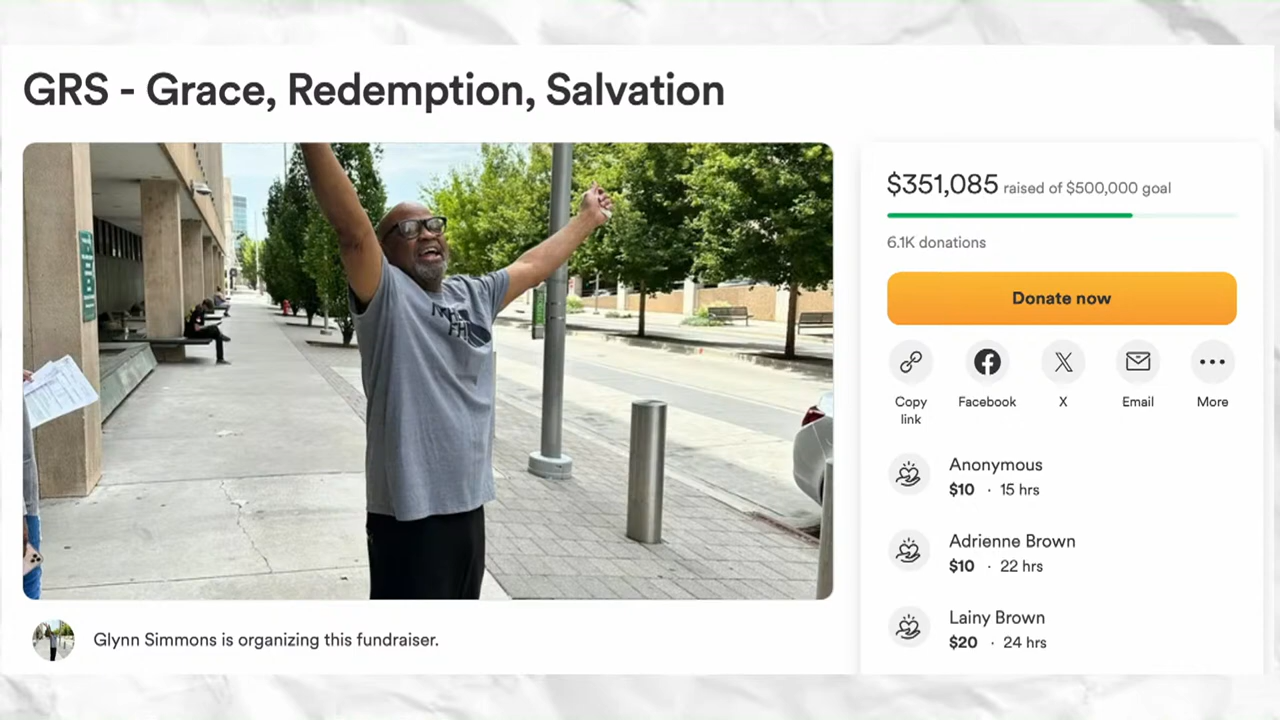 GRS - Grace, Redemption, Salvation
$351,085 raised of $500,000 goal
6.1K donations
Donate now
Copy link
Facebook
X
Email
More
Anonymous
$10 · 15 hrs
Adrienne Brown
$10 · 22 hrs
Lainy Brown
$20 · 24 hrs
Glynn Simmons is organizing this fundraiser.